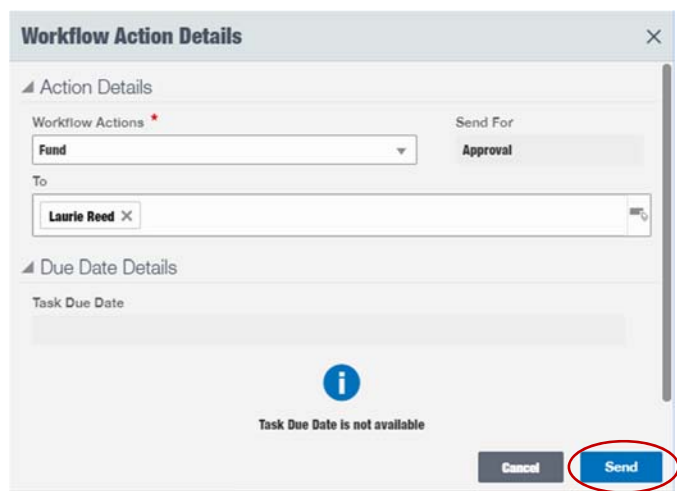 Workflow Action Details
Action Details
Workflow Actions * Send For
Fund Approval
To
Laurie Reed
Due Date Details
Task Due Date
Task Due Date is not available
Cancel Send